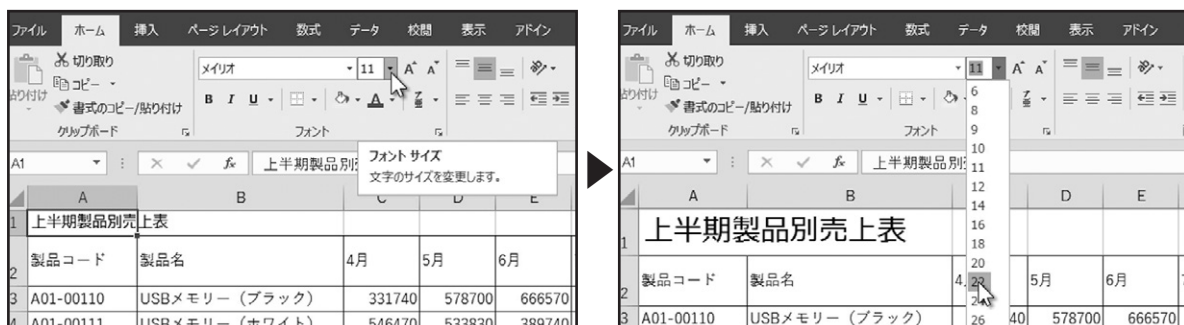 ファイル ホーム 挿入 ページ レイアウト 数式 データ 校閲 表示 アドイン
切り取り
コピー
書式のコピー/貼り付け
クリップボード
メイリオ 11
B I U
フォント
フォント サイズ
文字のサイズを変更します。
A1 fx 上半期製品別
A B C D E
1 上半期製品別売上表
2 製品コード 製品名 4月 5月 6月
3 A01-00110 USBメモリー（ブラック） 331740 578700 666570
A01-00111 USBメモリー（ホワイト） 546470 533830 389740
ファイル ホーム 挿入 ページ レイアウト 数式 データ 校閲 表示 アドイン
切り取り
コピー
書式のコピー/貼り付け
クリップボード
メイリオ 11
B I U
フォント
6
8
9
10
11
12
14
16
18
20
22
26
A1 fx 上半期製品別
A B D E
1 上半期製品別売上表
2 製品コード 製品名 5月 6月
3 A01-00110 USBメモリー（ブラック） 40 578700 666570